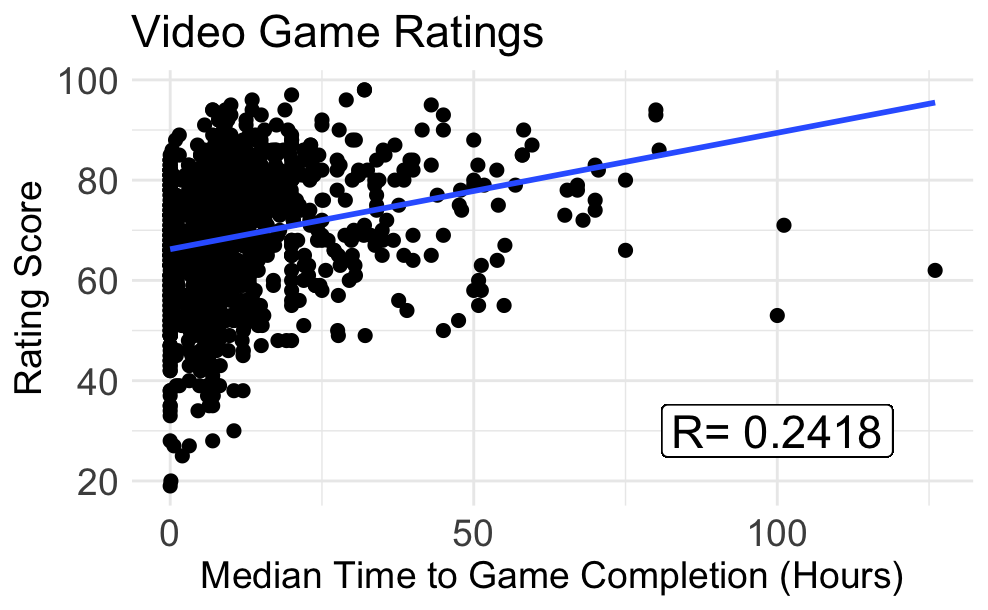 Video Game Ratings
100
80
60
40
20
Rating Score
R= 0.2418
0 50 100
Median Time to Game Completion (Hours)